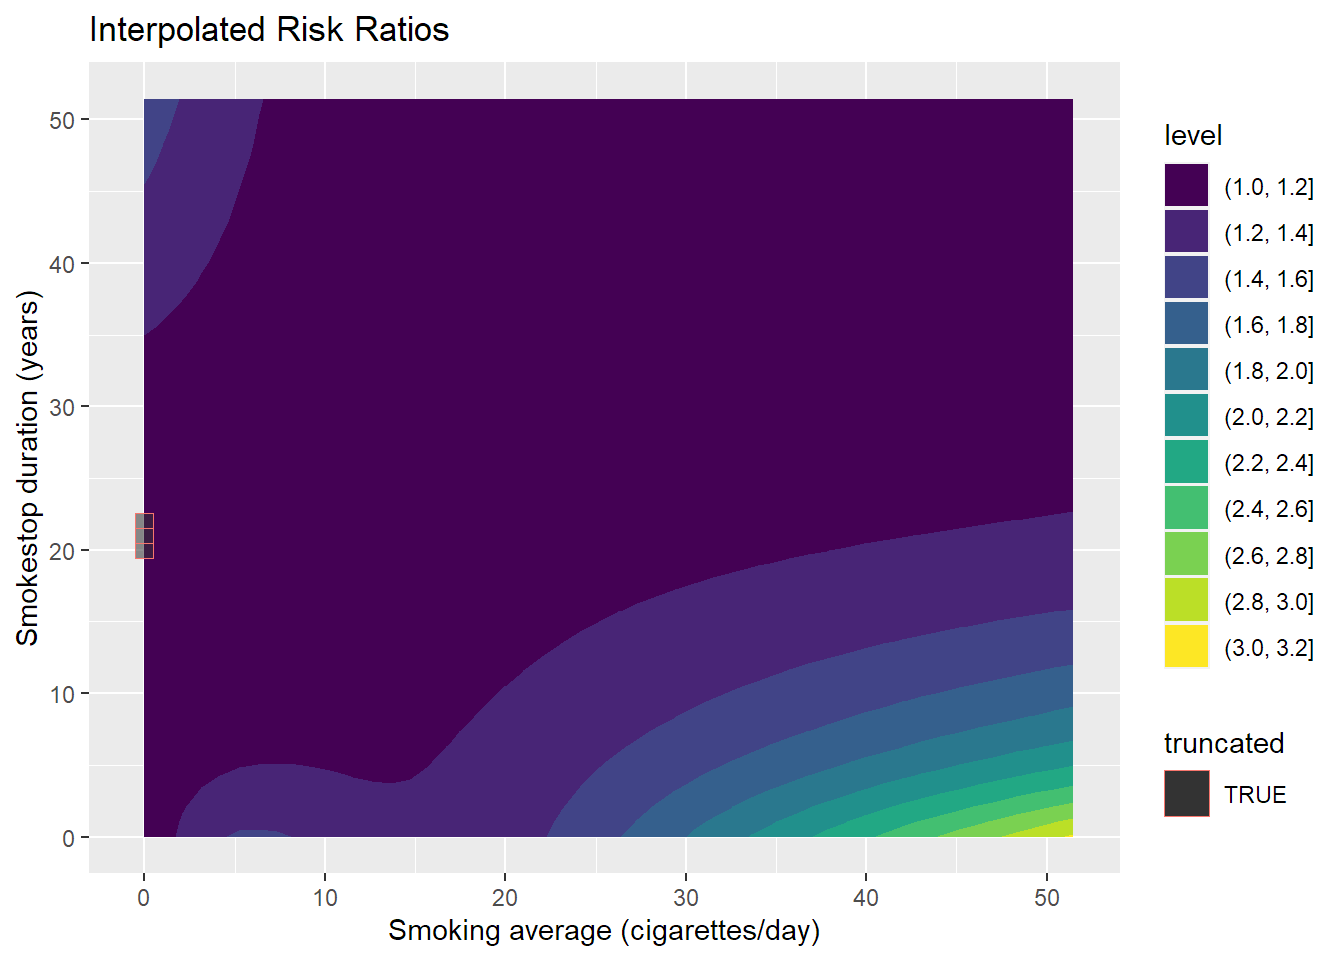 Interpolated Risk Ratios
Smokestop duration (years)
50
40
30
20
10
0
0 10 20 30 40 50
Smoking average (cigarettes/day)
level
(1.0, 1.2]
(1.2, 1.4]
(1.4, 1.6]
(1.6, 1.8]
(1.8, 2.0]
(2.0, 2.2]
(2.2, 2.4]
(2.4, 2.6]
(2.6, 2.8]
(2.8, 3.0]
(3.0, 3.2]
truncated
TRUE